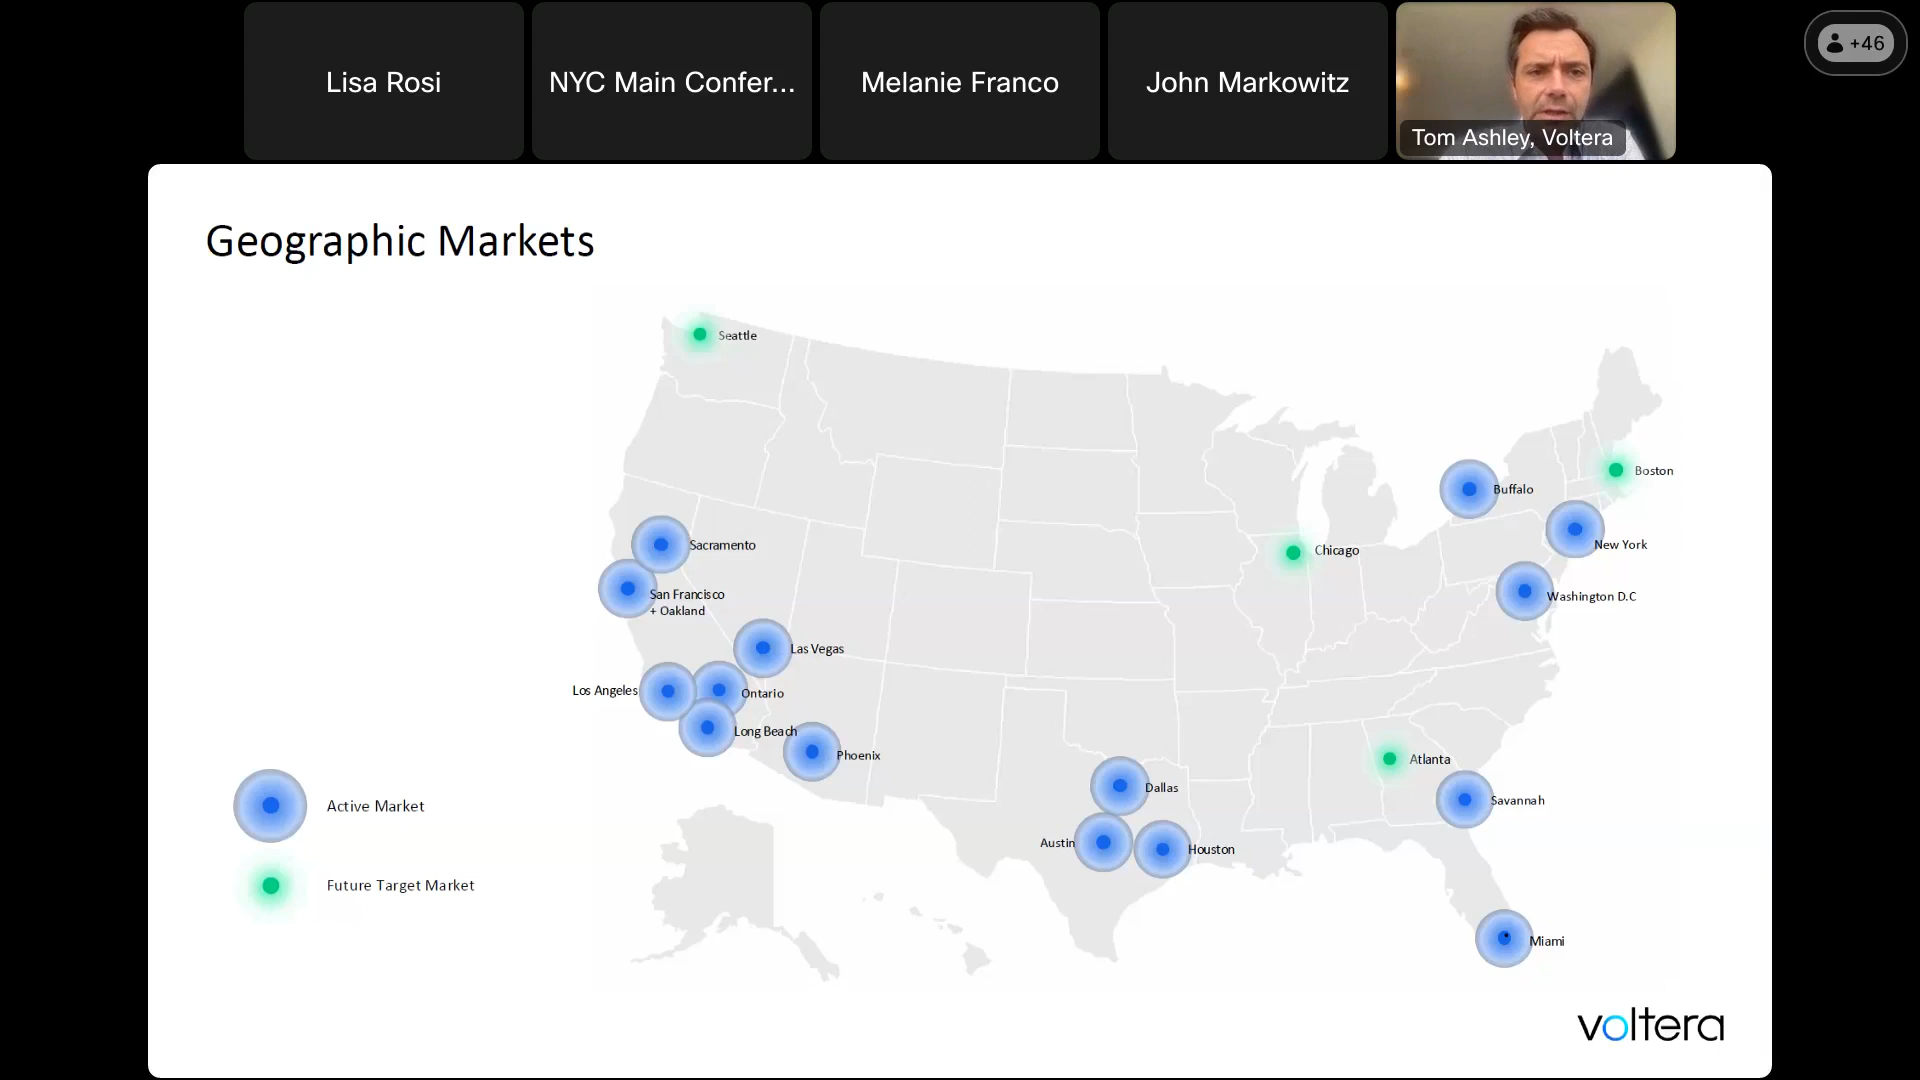 Lisa Rosi
NYC Main Confer...
Melanie Franco
John Markowitz
Tom Ashley, Voltera
+46
Geographic Markets
Seattle
Boston
Buffalo
New York
Chicago
Washington D.C
Sacramento
San Francisco
+ Oakland
Las Vegas
Los Angeles
Ontario
Long Beach
Phoenix
Atlanta
Dallas
Savannah
Austin
Houston
Miami
Active Market
Future Target Market
voltera